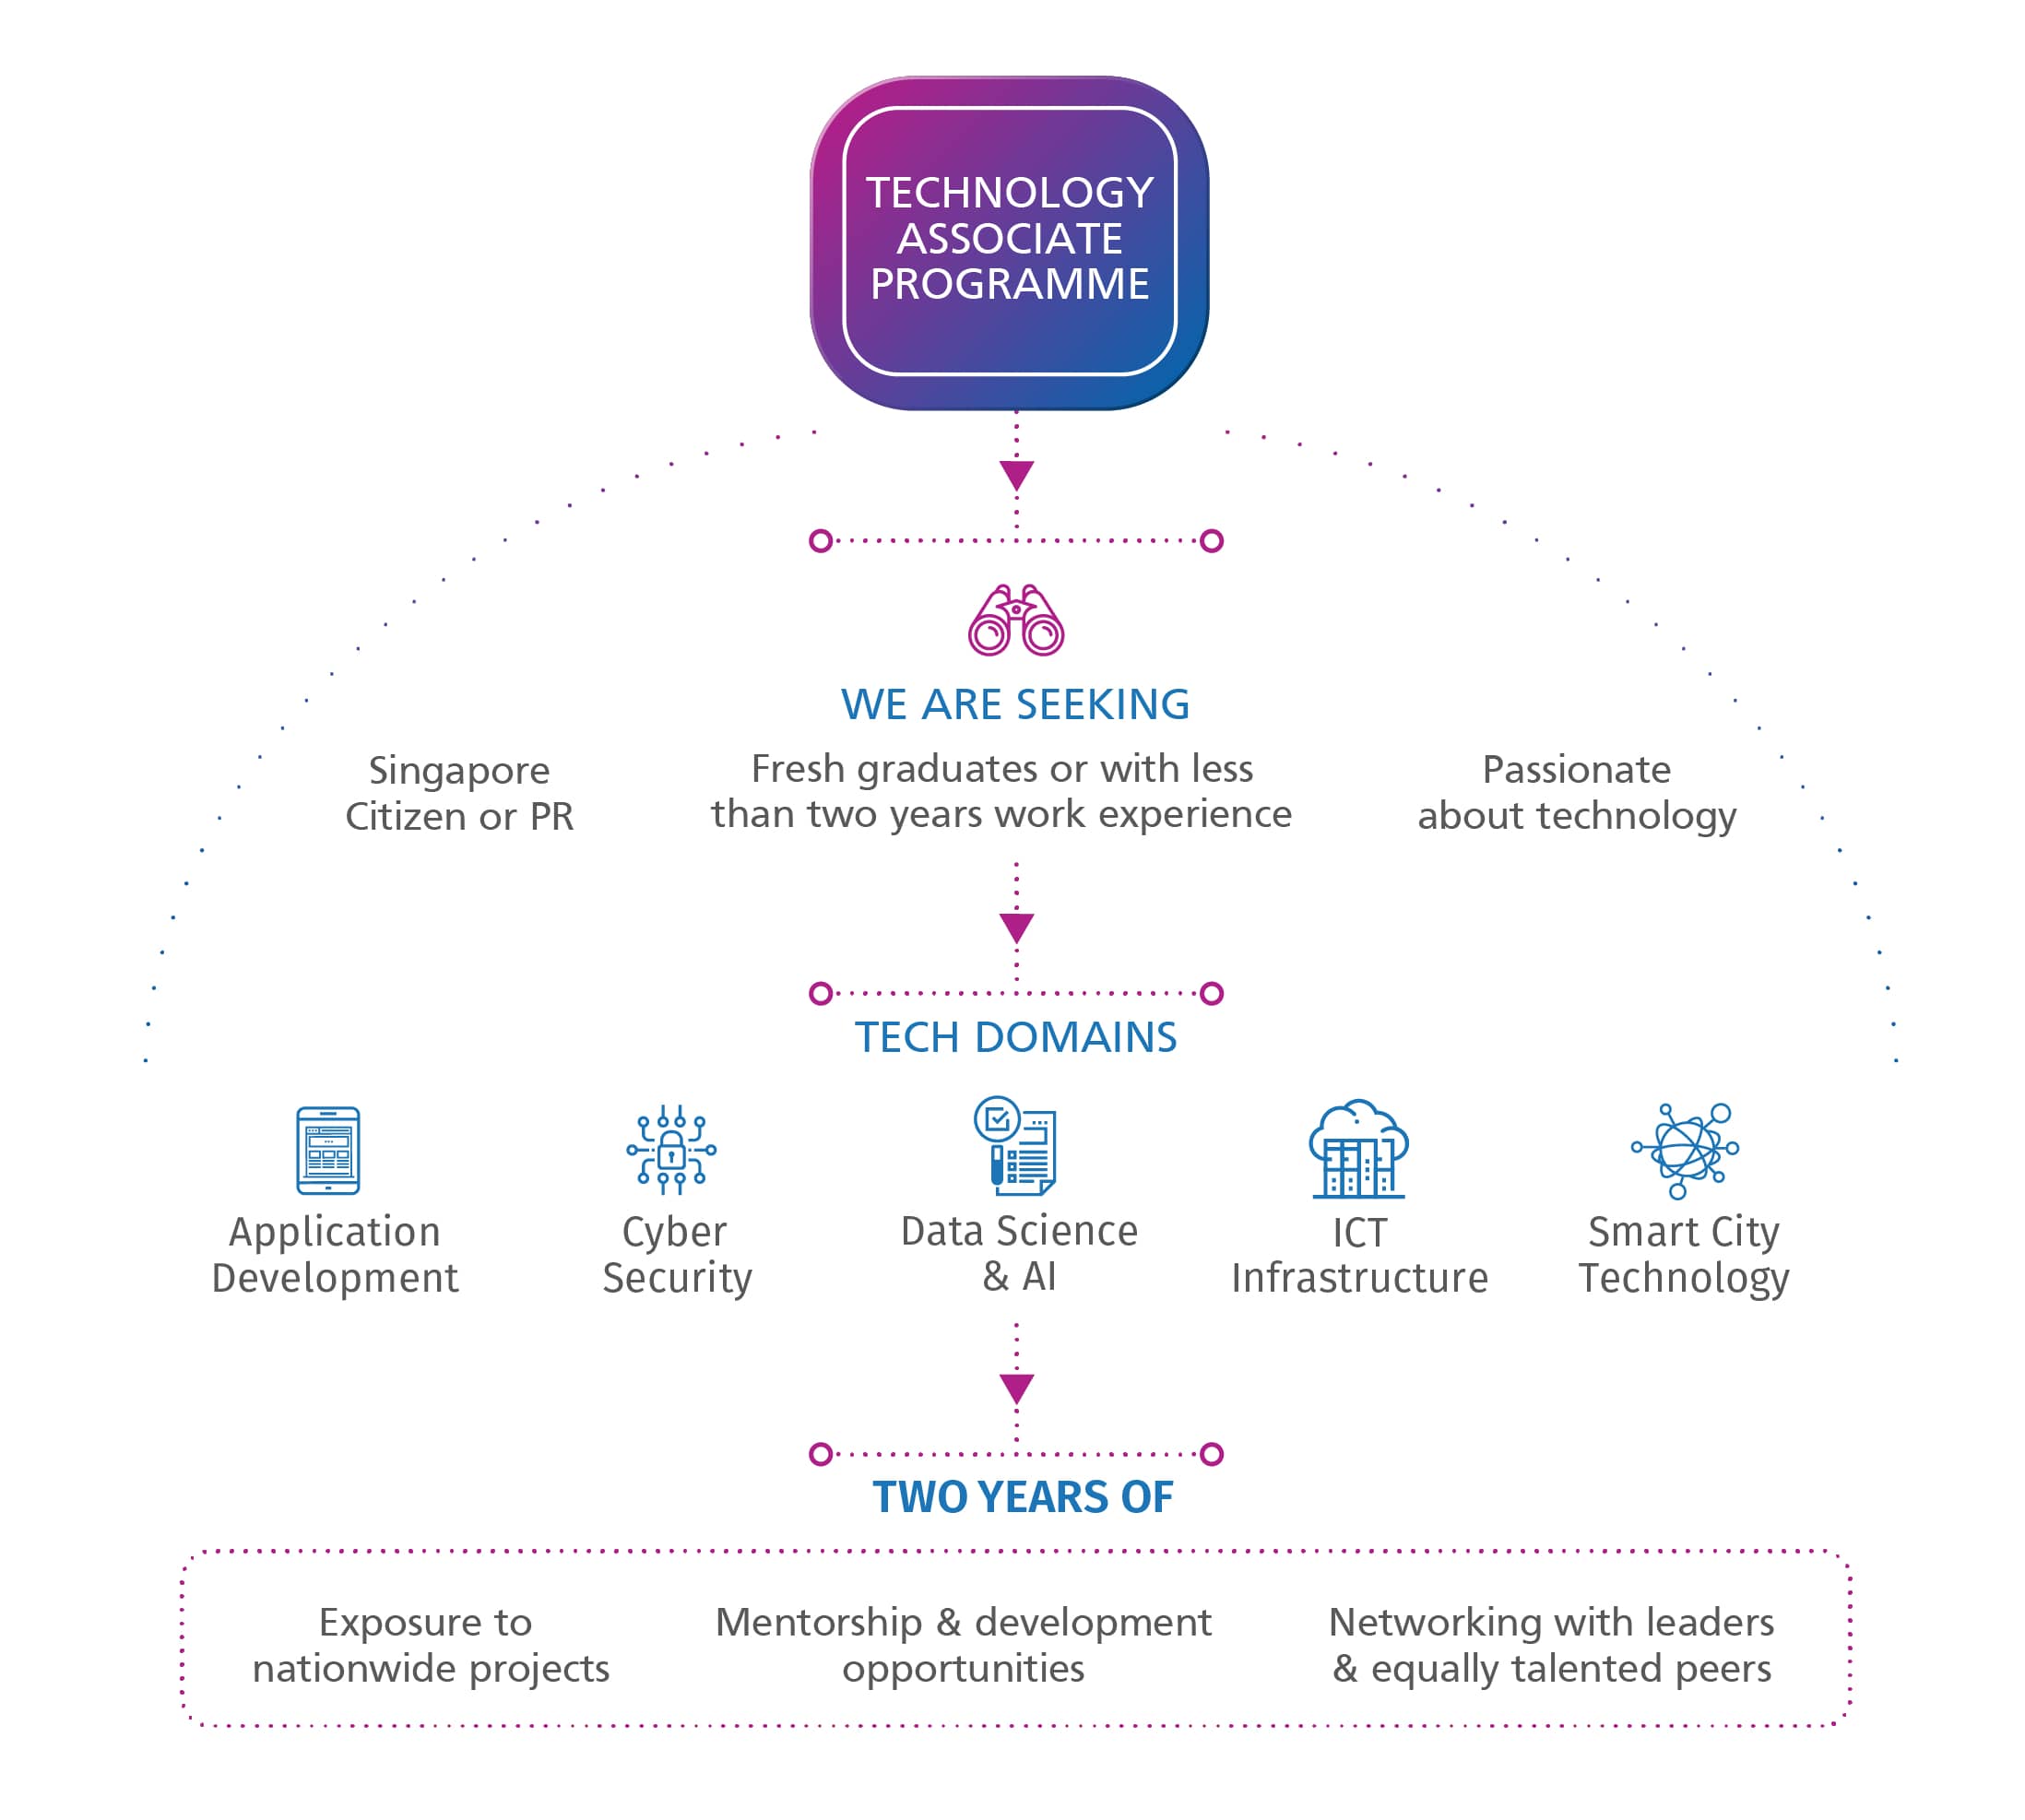 TECHNOLOGY
ASSOCIATE
PROGRAMME
WE ARE SEEKING
Singapore
Citizen or PR
Fresh graduates or with less
than two years work experience
Passionate
about technology
TECH DOMAINS
Application
Development
Cyber
Security
Data Science
& AI
ICT
Infrastructure
Smart City
Technology
TWO YEARS OF
Exposure to
nationwide projects
Mentorship & development
opportunities
Networking with leaders
& equally talented peers